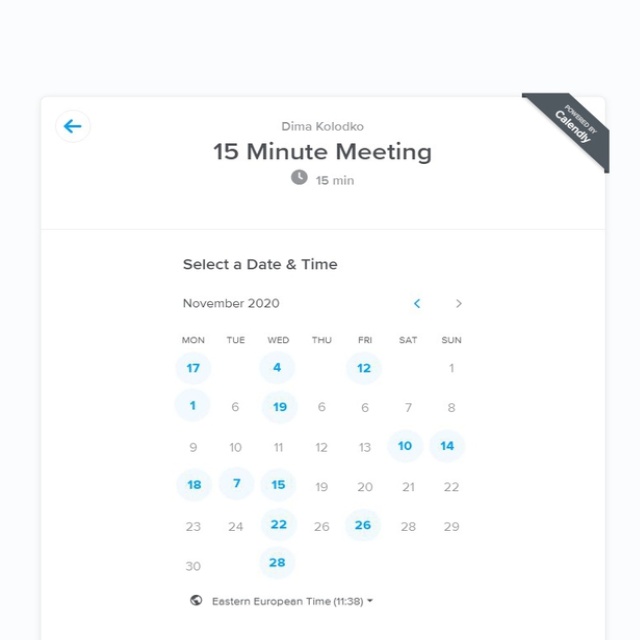 Dima Kolodko
POWERED BY
Calendly
15 Minute Meeting
15 min
Select a Date & Time
November 2020
MON TUE WED THU FRI SAT SUN
17 4 12 1
1 6 19 6 6 7 8
9 10 11 12 13 10 14
18 7 15 19 20 21 22
23 24 22 26 26 28 29
30 28
Eastern European Time (11:38)